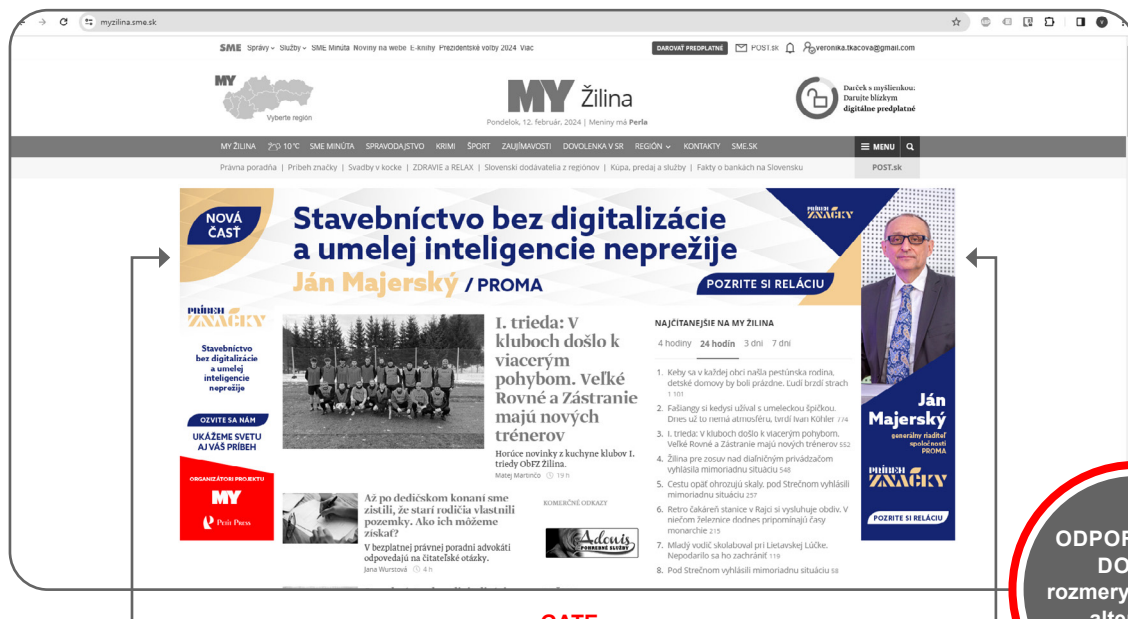 myzilina.sme.sk
SME Správy Služby SME Minúta Noviny na webe E-knihy Prezidentské voľby 2024 Viac
DAROVAŤ PREDPLATNÉ POST.sk veronika.tkacova@gmail.com
MY
Vyberte región
MY Žilina
Pondelok, 12. február, 2024 | Meniny má Perla
Darček s myšlienkou:
Darujte blízkym
digitálne predplatné
MY ŽILINA 10°C SME MINÚTA SPRAVODAJSTVO KRIMI ŠPORT ZAUJÍMAVOSTI DOVOLENKA V SR REGIÓN KONTAKTY SME.SK
MENU
Právna poradňa | Príbeh značky | Svadby v kocke | ZDRAVIE a RELAX | Slovenskí dodávatelia z regiónov | Kúpa, predaj a služby | Fakty o bankách na Slovensku
POST.sk
NOVÁ
ČASŤ
Stavebníctvo bez digitalizácie
a umelej inteligencie neprežije
Ján Majerský / PROMA
PRÍBEH
ZNAČKY
POZRITE SI RELÁCIU
PRÍBEH
ZNAČKY
Stavebníctvo
bez digitalizácie
a umelej
inteligencie
neprežije
OZVITE SA NÁM
UKÁŽEME SVETU
AJ VÁŠ PRÍBEH
ORGANIZÁTORI PROJEKTU
MY
Petit Press
I. trieda: V
kluboch došlo k
viacerým
pohybom. Veľké
Rovné a Zástranie
majú nových
trénerov
Horúce novinky z kuchyne klubov I.
triedy ObFZ Žilina.
Matej Martinčo 19 h
Až po dedičskom konaní sme
zistili, že starí rodičia vlastnili
pozemky. Ako ich môžeme
získať?
V bezplatnej právnej poradni advokáti
odpovedajú na čitateľské otázky.
Jana Wurstová 4 h
KOMERČNÉ ODKAZY
Adonis
POHREBNÉ SLUŽBY
NAJČÍTANEJŠIE NA MY ŽILINA
4 hodiny 24 hodín 3 dni 7 dní
1. Keby sa v každej obci našla pestúnska rodina,
detské domovy by boli prázdne. Ľudí brzdí strach
1 101
2. Fašiangy si kedysi užíval s umeleckou špičkou.
Dnes už to nemá atmosféru, tvrdí Ivan Köhler 774
3. I. trieda: V kluboch došlo k viacerým pohybom.
Veľké Rovné a Zástranie majú nových trénerov 552
4. Žilina pre zosuv nad diaľničným privádzačom
vyhlásila mimoriadnu situáciu 548
5. Cestu opäť ohrozujú skaly, pod Strečnom vyhlásili
mimoriadnu situáciu 257
6. Retro čakáreň stanice v Rajci si vysluhuje obdiv. V
niečom železnice dodnes pripomínajú časy
monarchie 215
7. Mladý vodič skolaboval pri Lietavskej Lúčke.
Nepodarilo sa ho zachrániť 119
8. Pod Strečnom vyhlásili mimoriadnu situáciu 58
Ján
Majerský
generálny riaditeľ
spoločnosti
PROMA
PRÍBEH
ZNAČKY
POZRITE SI RELÁCIU
rozmery